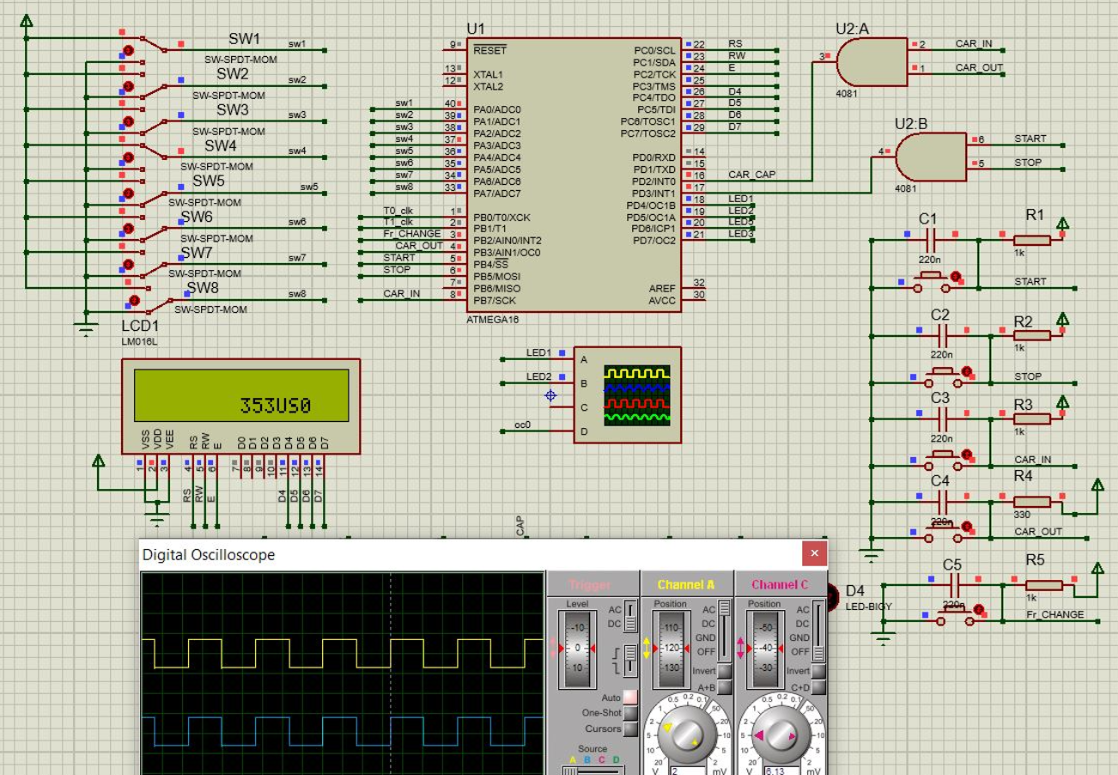 SW1
sw1
SW-SPDT-MOM
SW2
sw2
SW-SPDT-MOM
SW3
sw3
SW-SPDT-MOM
SW4
sw4
SW-SPDT-MOM
SW5
sw5
SW-SPDT-MOM
SW6
sw6
SW-SPDT-MOM
SW7
sw7
SW-SPDT-MOM
SW8
sw8
SW-SPDT-MOM
U1
9 RESET
13 XTAL1
12 XTAL2
sw1 40 PA0/ADC0
sw2 39 PA1/ADC1
sw3 38 PA2/ADC2
sw4 37 PA3/ADC3
sw5 36 PA4/ADC4
sw6 35 PA5/ADC5
sw7 34 PA6/ADC6
sw8 33 PA7/ADC7
T0_clk 1 PB0/T0/XCK
T1_clk 2 PB1/T1
Fr_CHANGE 3 PB2/AIN0/INT2
CAR_OUT 4 PB3/AIN1/OC0
START 5 PB4/SS
STOP 6 PB5/MOSI
7 PB6/MISO
CAR_IN 8 PB7/SCK
PC0/SCL 22 RS
PC1/SDA 23 RW
PC2/TCK 24 E
PC3/TMS 25
PC4/TDO 26 D4
PC5/TDI 27 D5
PC6/TOSC1 28 D6
PC7/TOSC2 29 D7
PD0/RXD 14
PD1/TXD 15
PD2/INT0 16 CAR_CAP
PD3/INT1 17
PD4/OC1B 18 LED1
PD5/OC1A 19 LED2
PD6/ICP1 20
PD7/OC2 21 LED3
AREF 32
AVCC 30
ATMEGA16
U2:A
3
2 CAR_IN
1 CAR_OUT
4081
U2:B
4
6 START
5 STOP
4081
C1
220n
R1
1k
START
C2
220n
R2
1k
STOP
C3
220n
R3
1k
CAR_IN
C4
220n
R4
330
CAR_OUT
C5
220n
R5
1k
Fr_CHANGE
LCD1
LM016L
353US0
VSS VDD VEE RS RW E D0 D1 D2 D3 D4 D5 D6 D7
1 2 3 4 5 6 7 8 9 10 11 12 13 14
RS RW E D4 D5 D6 D7
LED1 A
LED2 B
C
oc0 D
CAP
D4
LED-BIGY
Digital Oscilloscope
Trigger
Level
-10
0
10
AC
DC
Auto
One-Shot
Cursors
Source
A B C D
Channel A
Position
-110
-120
-130
AC
DC
GND
OFF
Invert
A+B
V 2 mV
Channel C
Position
-50
-40
-30
AC
DC
GND
OFF
Invert
C+D
V 6.13 mV